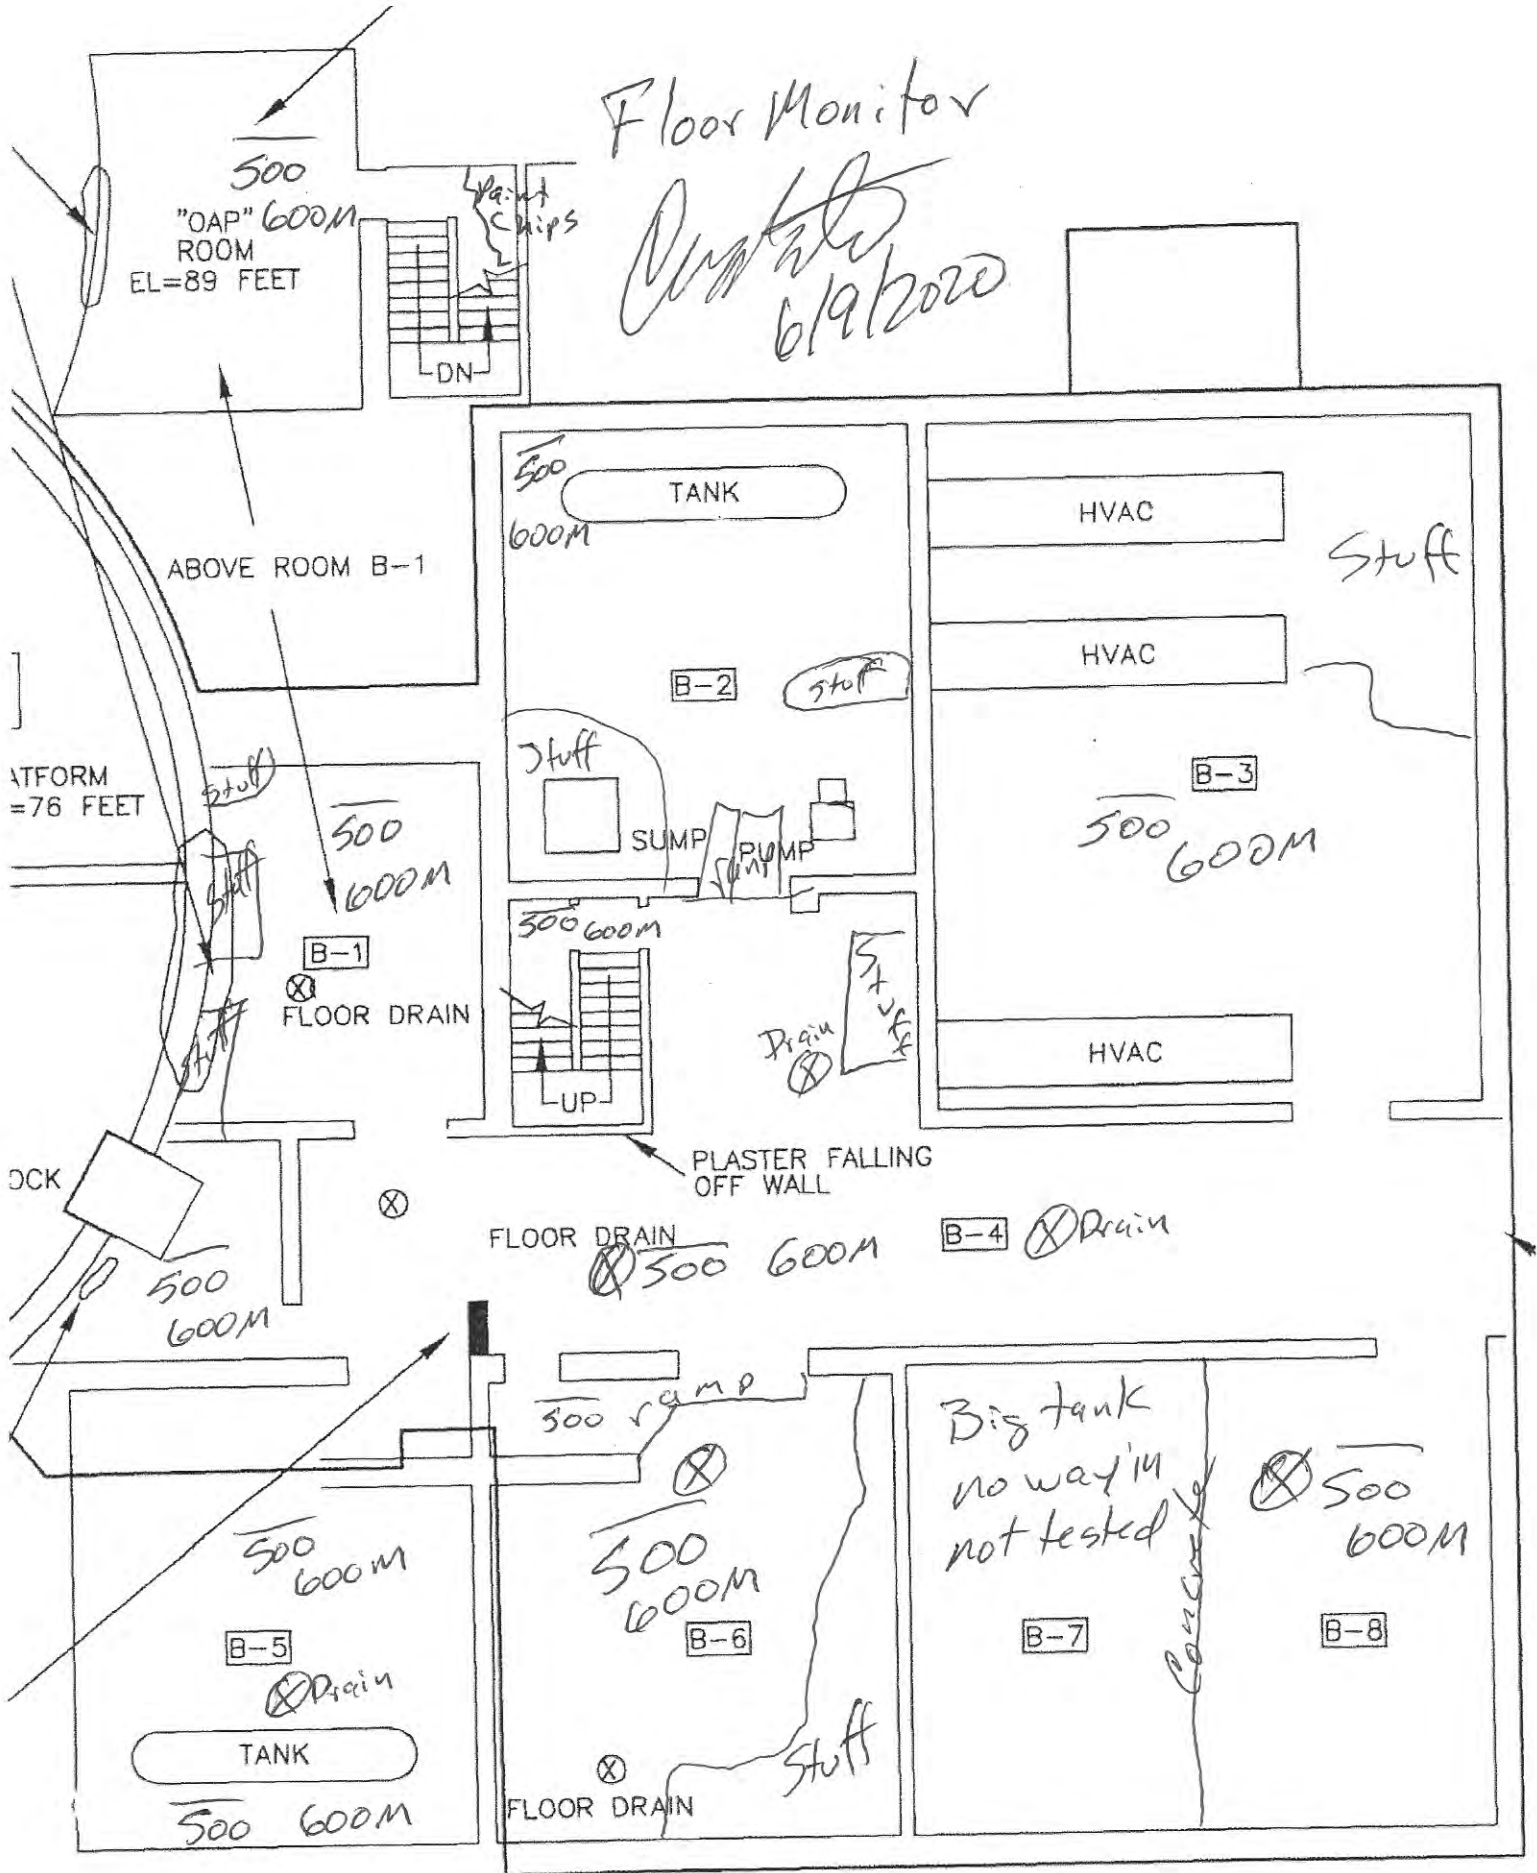 Floor Monitor
6/9/2020
500
"OAP" 600M
ROOM
EL=89 FEET
Paint
Chips
DN
ABOVE ROOM B-1
500
TANK
600M
B-2
Stuff
Stuff
SUMP PUMP
HVAC
Stuff
HVAC
B-3
500
600M
HVAC
ATFORM
=76 FEET
Stuff
500
600M
Stuff
B-1
FLOOR DRAIN
Stuff
500 600M
UP
Stuff
Drain
PLASTER FALLING
OFF WALL
OCK
FLOOR DRAIN
500 600M
B-4
Drain
500
600M
500
ramp
500
600M
B-5
Drain
TANK
500 600M
500
600M
B-6
Stuff
FLOOR DRAIN
Big tank
no way in
not tested
B-7
Concrete
500
600M
B-8